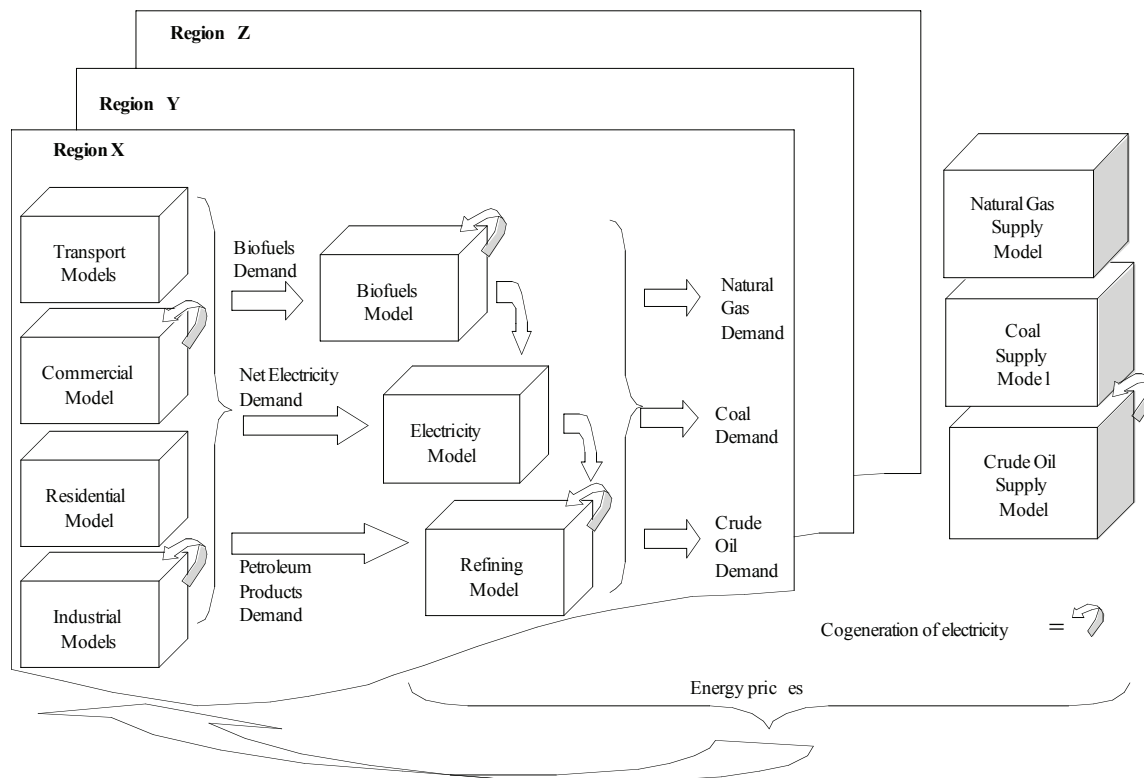 Region Z
Region Y
Region X
Transport
Models
Commercial
Model
Residential
Model
Industrial
Models
Biofuels
Demand
Net Electricity
Demand
Petroleum
Products
Demand
Biofuels
Model
Electricity
Model
Refining
Model
Natural
Gas
Demand
Coal
Demand
Crude
Oil
Demand
Natural Gas
Supply
Model
Coal
Supply
Mode l
Crude Oil
Supply
Model
Cogeneration of electricity =
Energy pric es